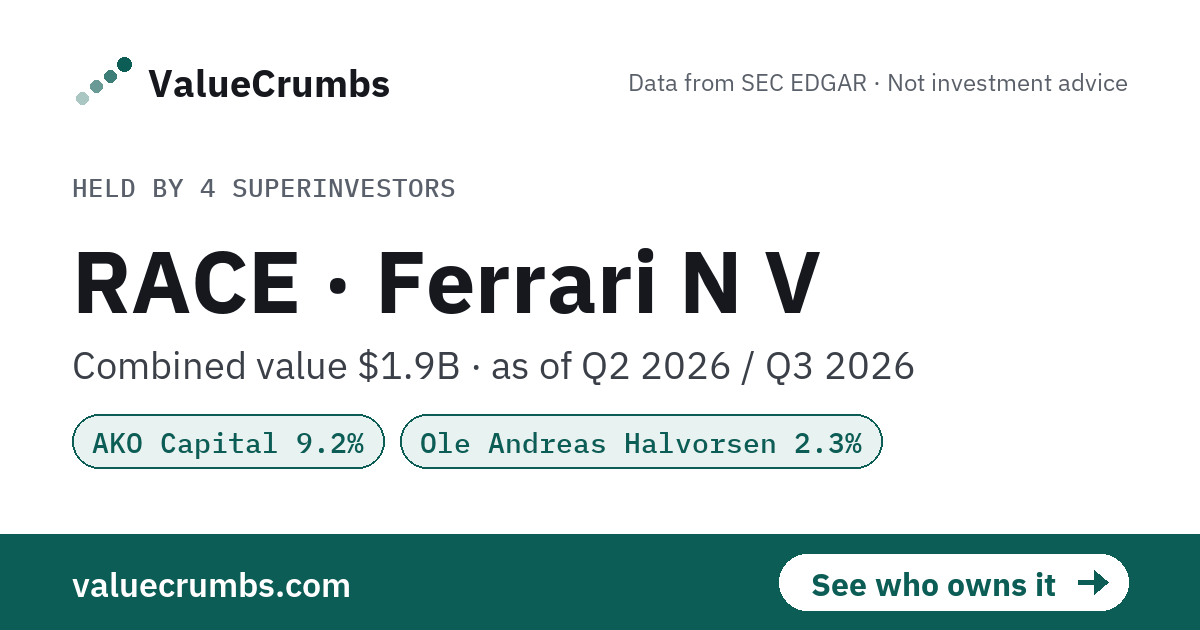 ValueCrumbs
Data from SEC EDGAR · Not investment advice
HELD BY 4 SUPERINVESTORS
RACE · Ferrari N V
Combined value $1.9B · as of Q2 2026 / Q3 2026
AKO Capital 9.2%
Ole Andreas Halvorsen 2.3%
valuecrumbs.com
See who owns it →